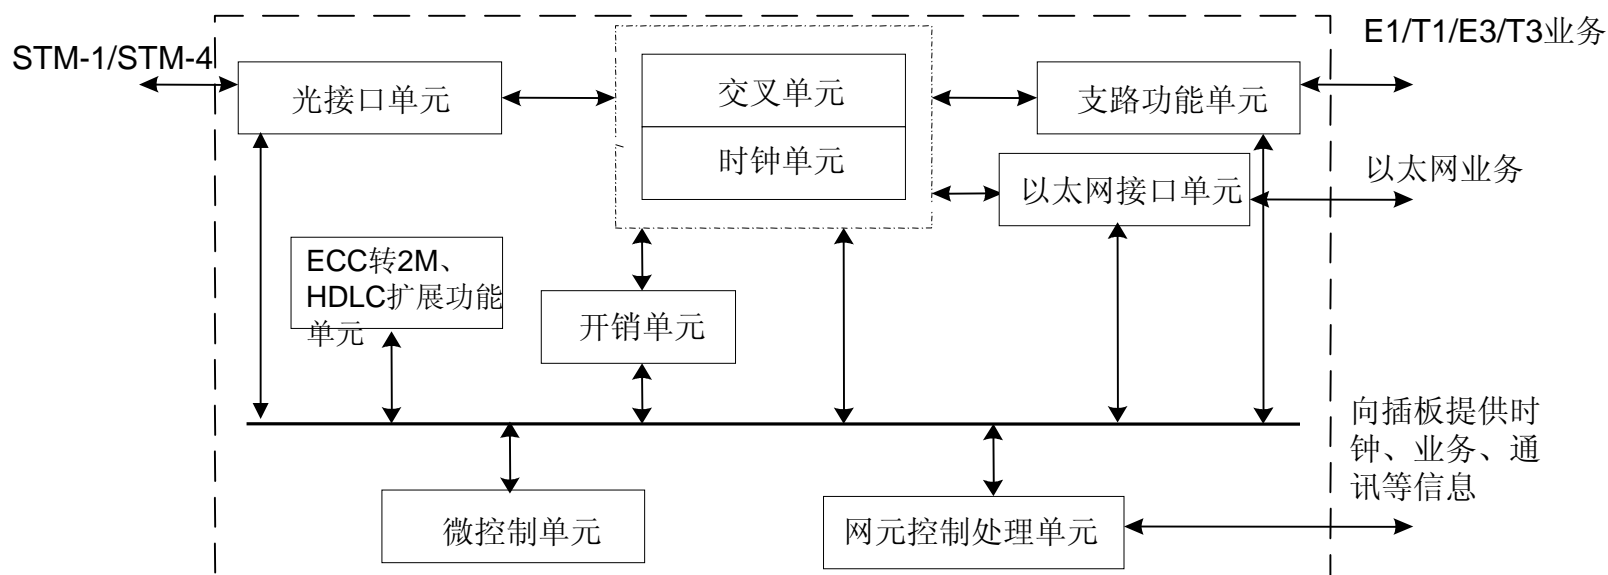 E1/T1/E3/T3业务
STM-1/STM-4
光接口单元
交叉单元
支路功能单元
时钟单元
以太网业务
以太网接口单元
ECC转2M、
HDLC扩展功能
单元
开销单元
向插板提供时
钟、业务、通
讯等信息
微控制单元
网元控制处理单元